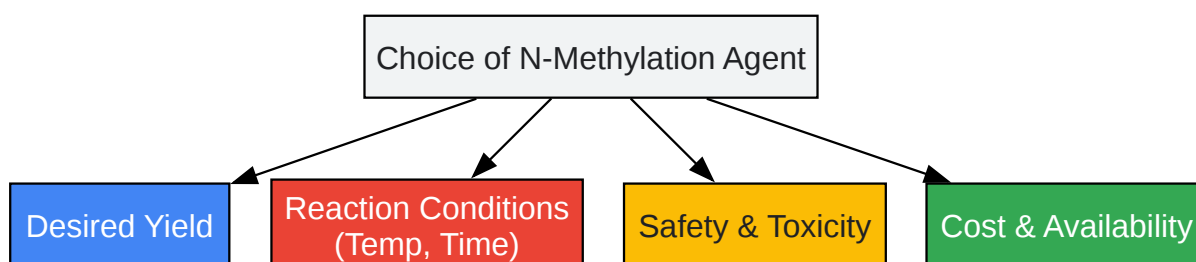 Choice of N-Methylation Agent
Desired Yield
Reaction Conditions
(Temp, Time)
Safety & Toxicity
Cost & Availability